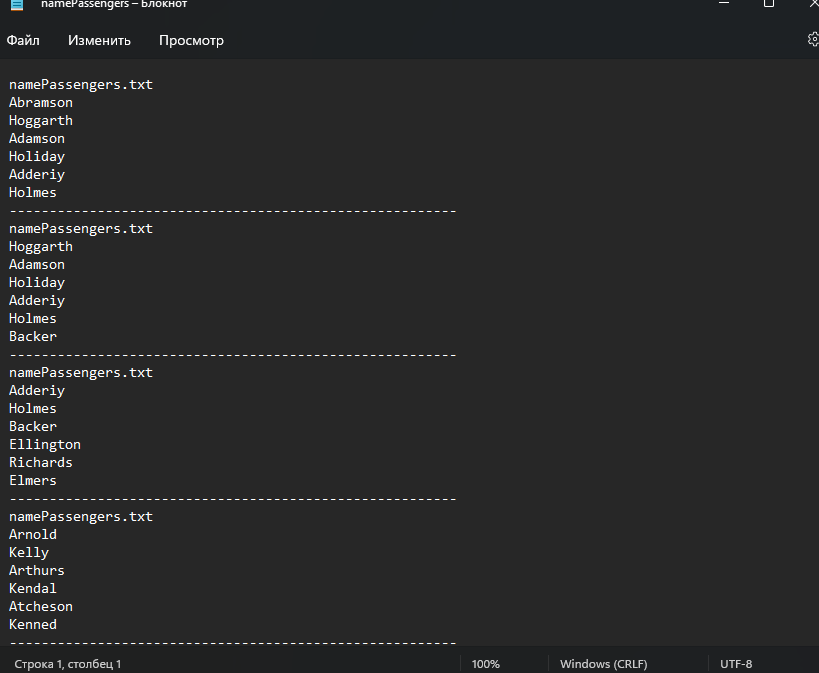 namePassengers – Блокнот
Файл Изменить Просмотр
namePassengers.txt
Abramson
Hoggarth
Adamson
Holiday
Adderiy
Holmes
--------------------------------------------------------
namePassengers.txt
Hoggarth
Adamson
Holiday
Adderiy
Holmes
Backer
--------------------------------------------------------
namePassengers.txt
Adderiy
Holmes
Backer
Ellington
Richards
Elmers
--------------------------------------------------------
namePassengers.txt
Arnold
Kelly
Arthurs
Kendal
Atcheson
Kenned
--------------------------------------------------------
Строка 1, столбец 1 100% Windows (CRLF) UTF-8